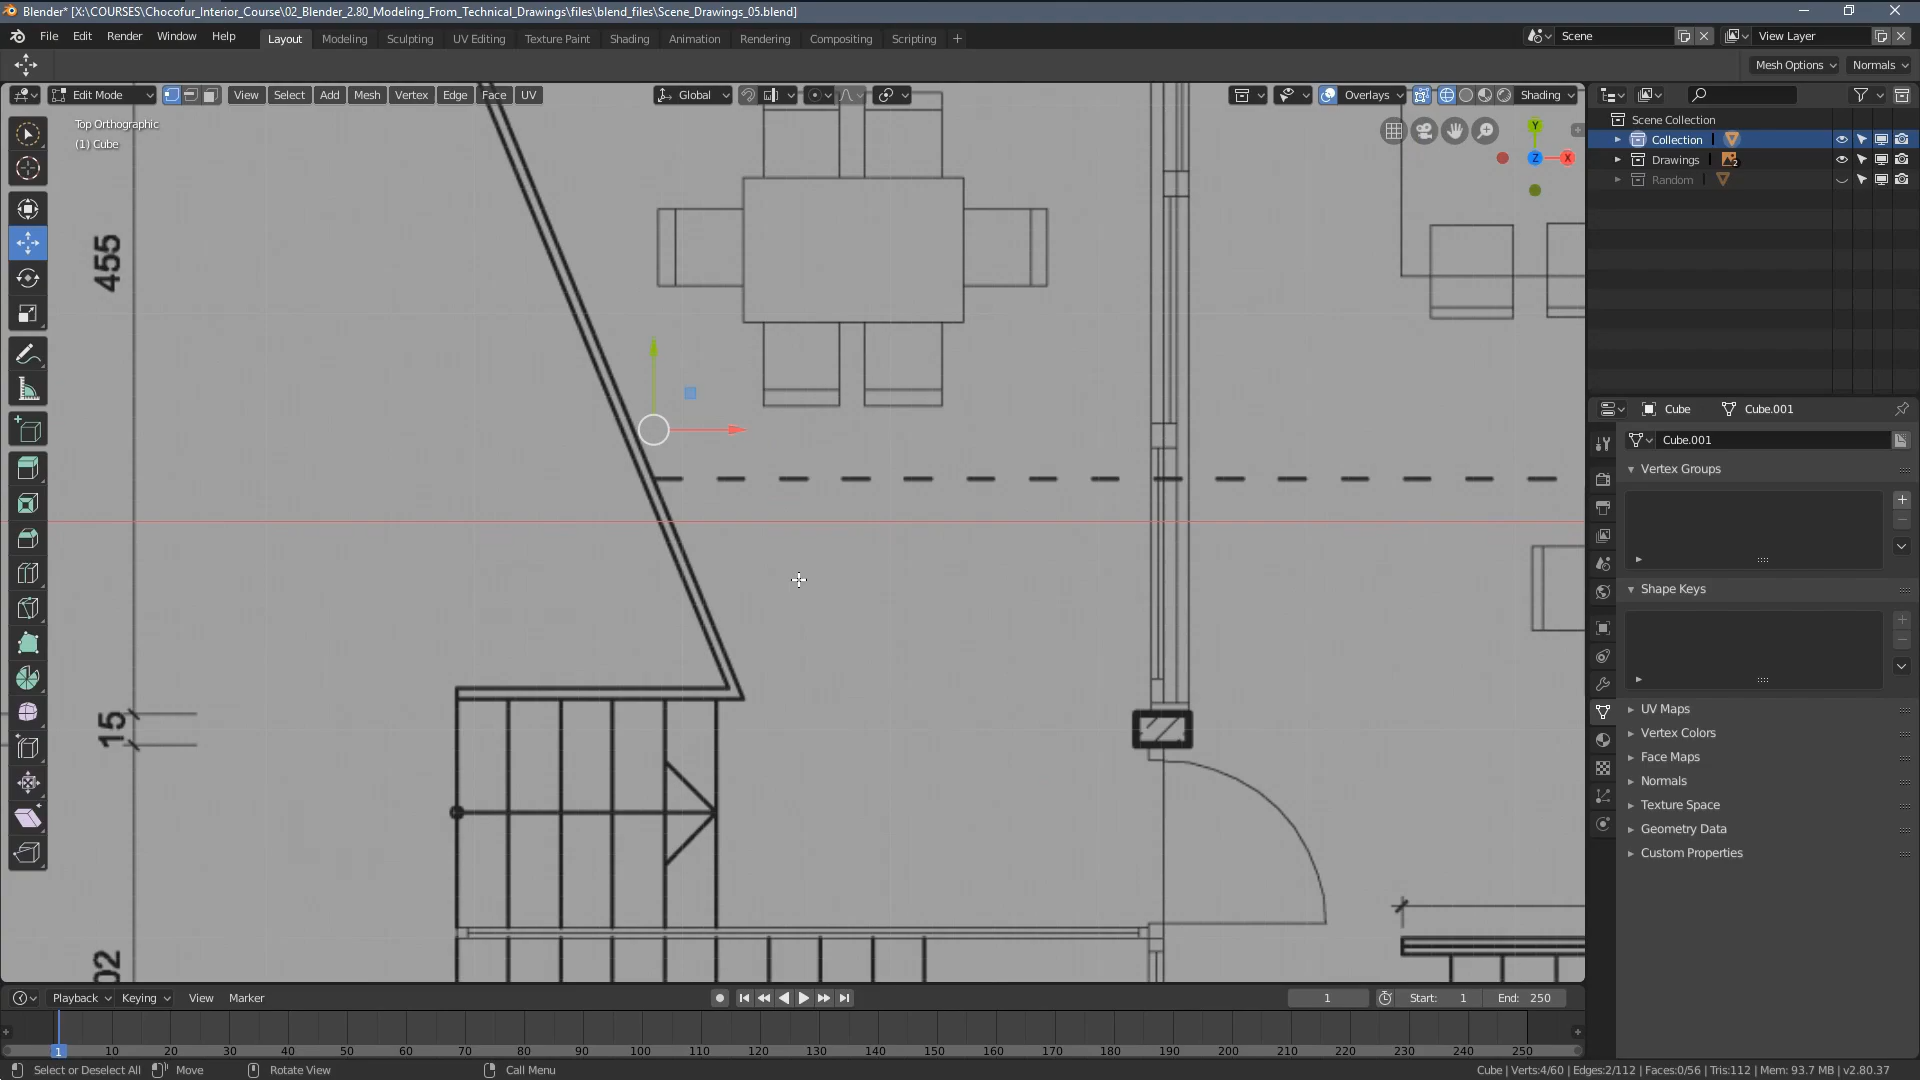 Blender* [X:\COURSES\Chocofur_Interior_Course\02_Blender_2.80_Modeling_From_Technical_Drawings\files\blend_files\Scene_Drawings_05.blend]
File Edit Render Window Help Layout Modeling Sculpting UV Editing Texture Paint Shading Animation Rendering Compositing Scripting + Scene View Layer
Mesh Options Normals
Edit Mode View Select Add Mesh Vertex Edge Face UV Global Overlays Shading
Top Orthographic
(1) Cube
Y
Z
X
455
15
02
Scene Collection
Collection
Drawings 2
Random
Cube Cube.001
Cube.001
Vertex Groups
Shape Keys
UV Maps
Vertex Colors
Face Maps
Normals
Texture Space
Geometry Data
Custom Properties
Playback Keying View Marker 1 Start: 1 End: 250
1 10 20 30 40 50 60 70 80 90 100 110 120 130 140 150 160 170 180 190 200 210 220 230 240 250
Select or Deselect All Move Rotate View Call Menu Cube | Verts:4/60 | Edges:2/112 | Faces:0/56 | Tris:112 | Mem: 93.7 MB | v2.80.37